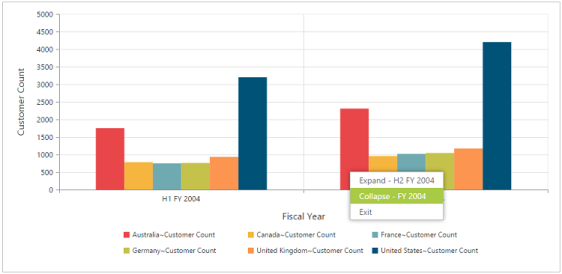 5000
4500
4000
3500
3000
2500
2000
1500
1000
500
0
Customer Count
H1 FY 2004
Expand - H2 FY 2004
Collapse - FY 2004
Exit
Fiscal Year
Australia~Customer Count Canada~Customer Count France~Customer Count
Germany~Customer Count United Kingdom~Customer Count United States~Customer Count